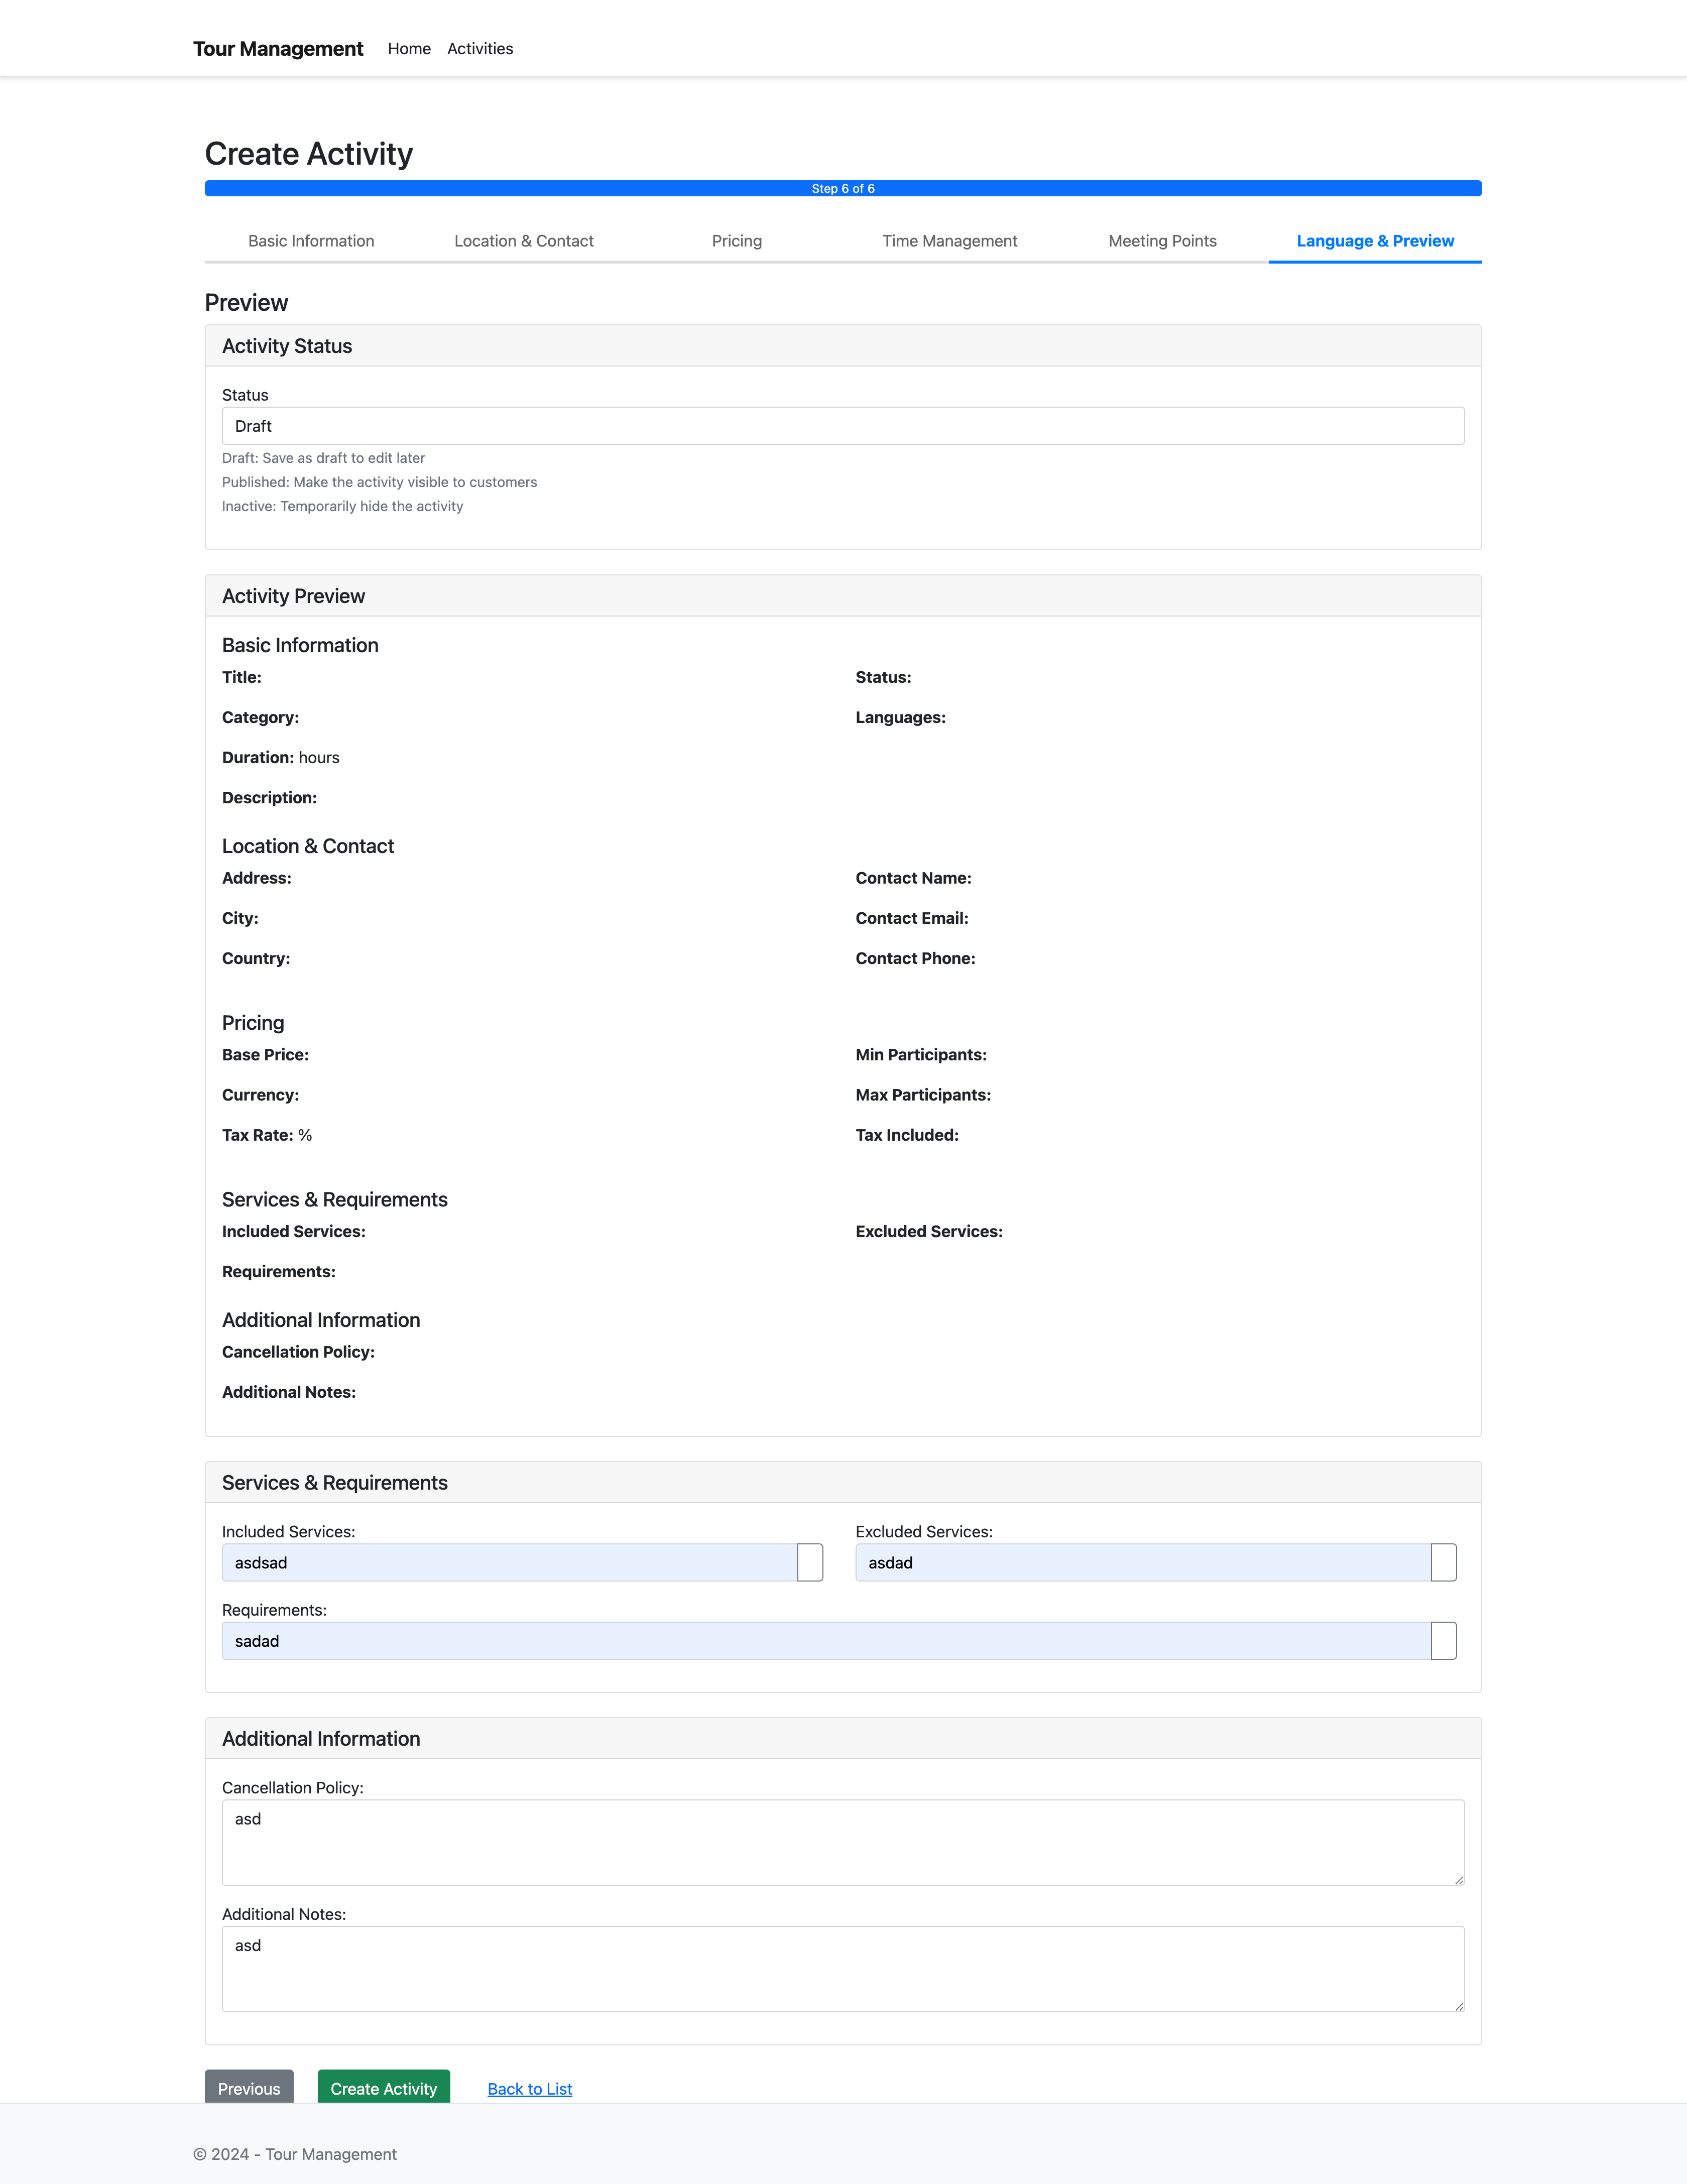 Tour Management Home Activities
Create Activity
Step 6 of 6
Basic Information Location & Contact Pricing Time Management Meeting Points Language & Preview
Preview
Activity Status
Status
Draft
Draft: Save as draft to edit later
Published: Make the activity visible to customers
Inactive: Temporarily hide the activity
Activity Preview
Basic Information
Title: Status:
Category: Languages:
Duration: hours
Description:
Location & Contact
Address: Contact Name:
City: Contact Email:
Country: Contact Phone:
Pricing
Base Price: Min Participants:
Currency: Max Participants:
Tax Rate: % Tax Included:
Services & Requirements
Included Services: Excluded Services:
Requirements:
Additional Information
Cancellation Policy:
Additional Notes:
Services & Requirements
Included Services: Excluded Services:
asdsad asdad
Requirements:
sadad
Additional Information
Cancellation Policy:
asd
Additional Notes:
asd
Previous Create Activity Back to List
© 2024 - Tour Management